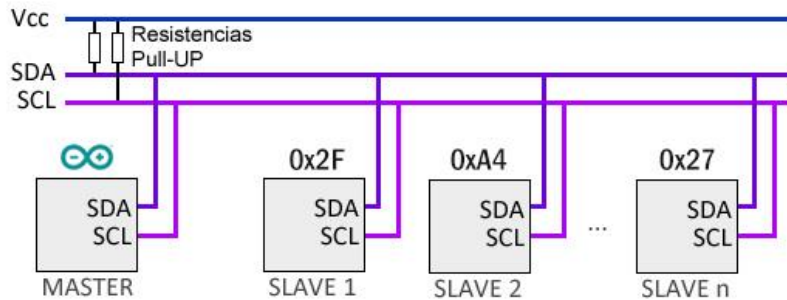 Vcc
Resistencias
Pull-UP
SDA
SCL
0x2F
0xA4
0x27
SDA
SCL
SDA
SCL
SDA
SCL
...
SDA
SCL
MASTER
SLAVE 1
SLAVE 2
SLAVE n